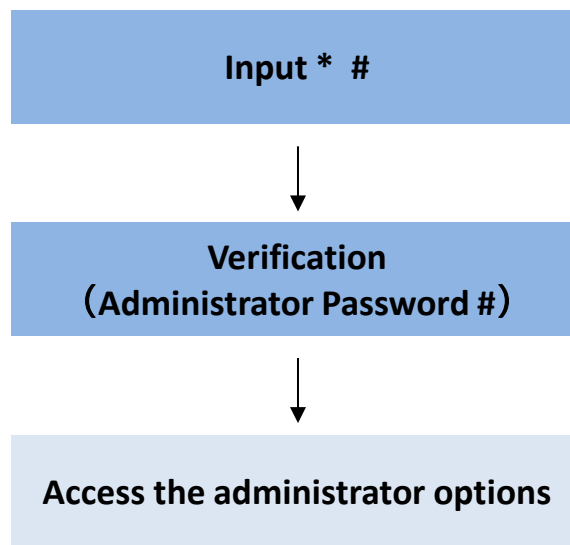 Input *  #
Verification
（Administrator Password #）
Access the administrator options